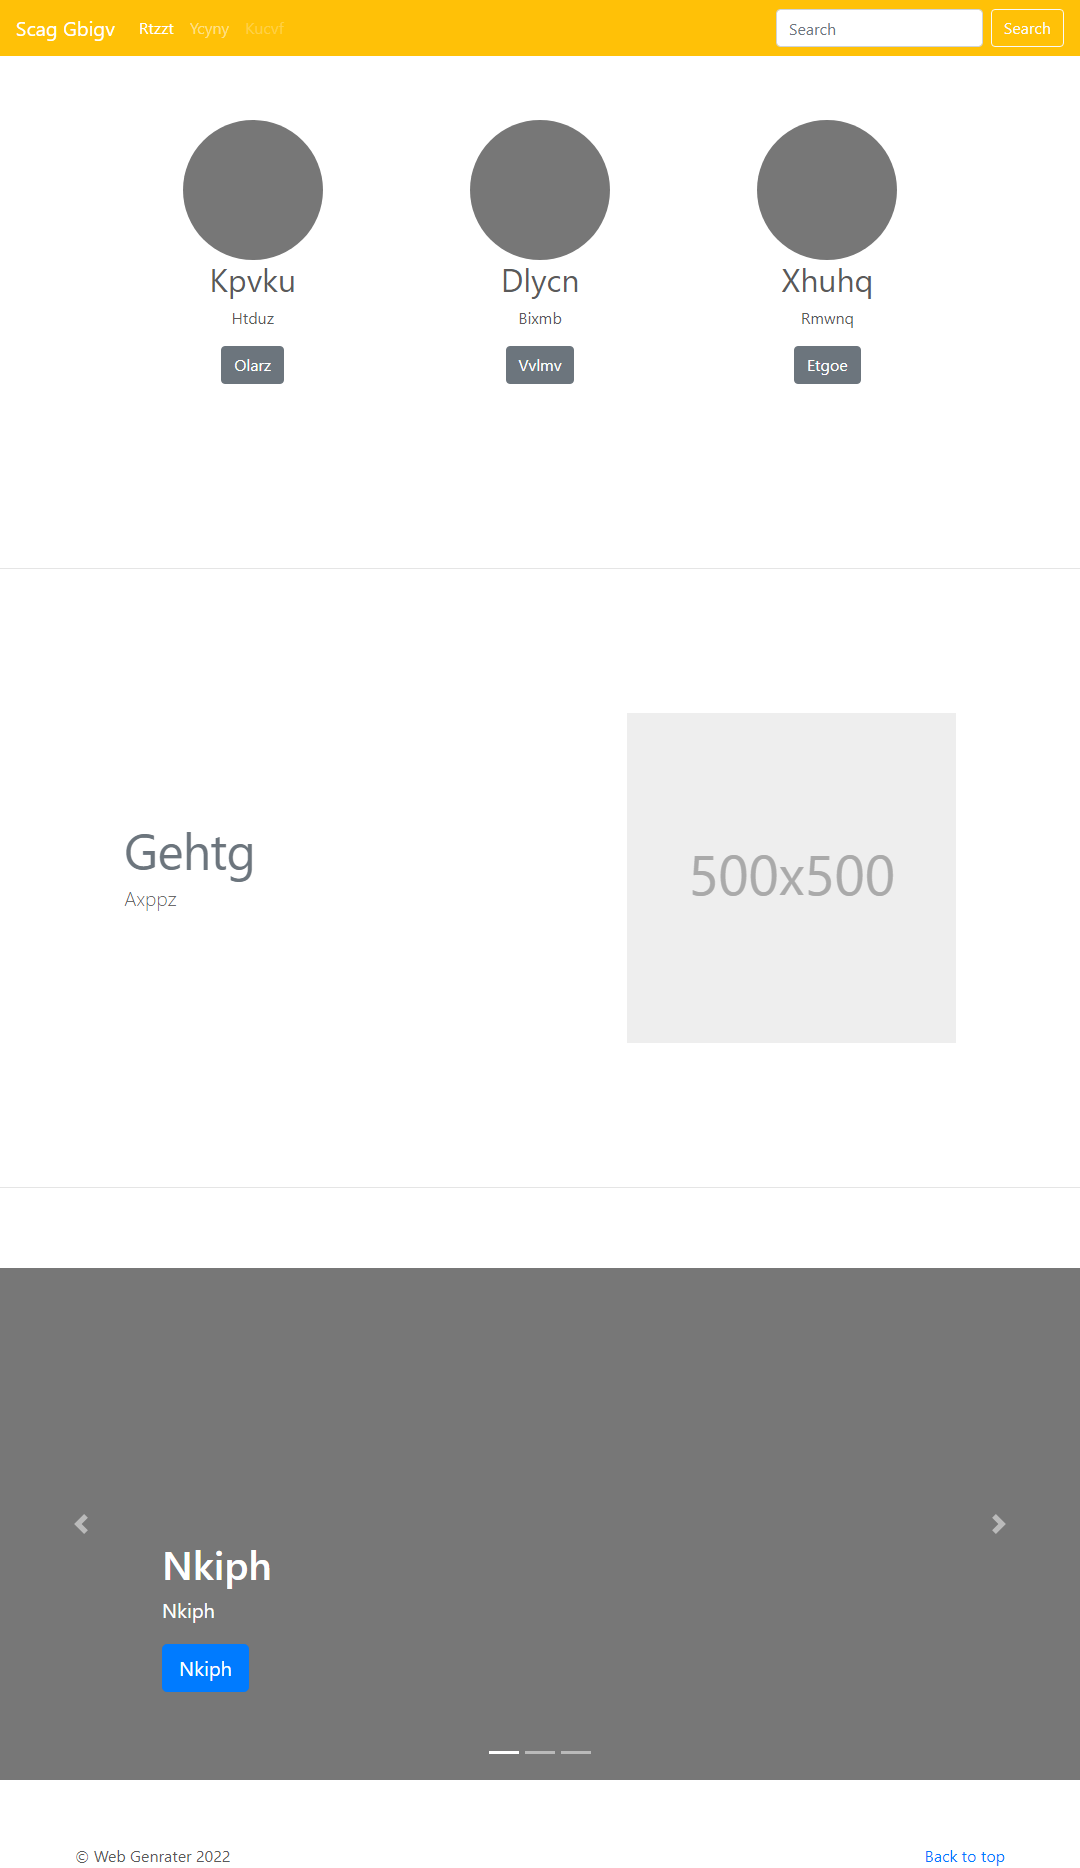 Scag Gbigv Rtzzt Ycyny Kucvf Search Search
Kpvku Dlycn Xhuhq
Htduz Bixmb Rmwnq
Olarz Vvlmv Etgoe
Gehtg
Axppz
500x500
Nkiph
Nkiph
Nkiph
© Web Genrater 2022 Back to top